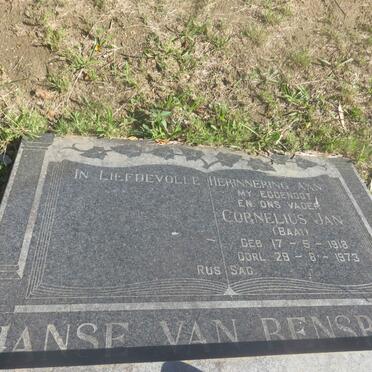 IN LIEFDEVOLLE HERINNERING AAN
MY EGGENOOT
EN ONS VADER
CORNELIUS JAN
(BAAI)
GEB. 17-5-1918
OORL. 29-8-1973
RUS SAG.
JANSE VAN RENSB